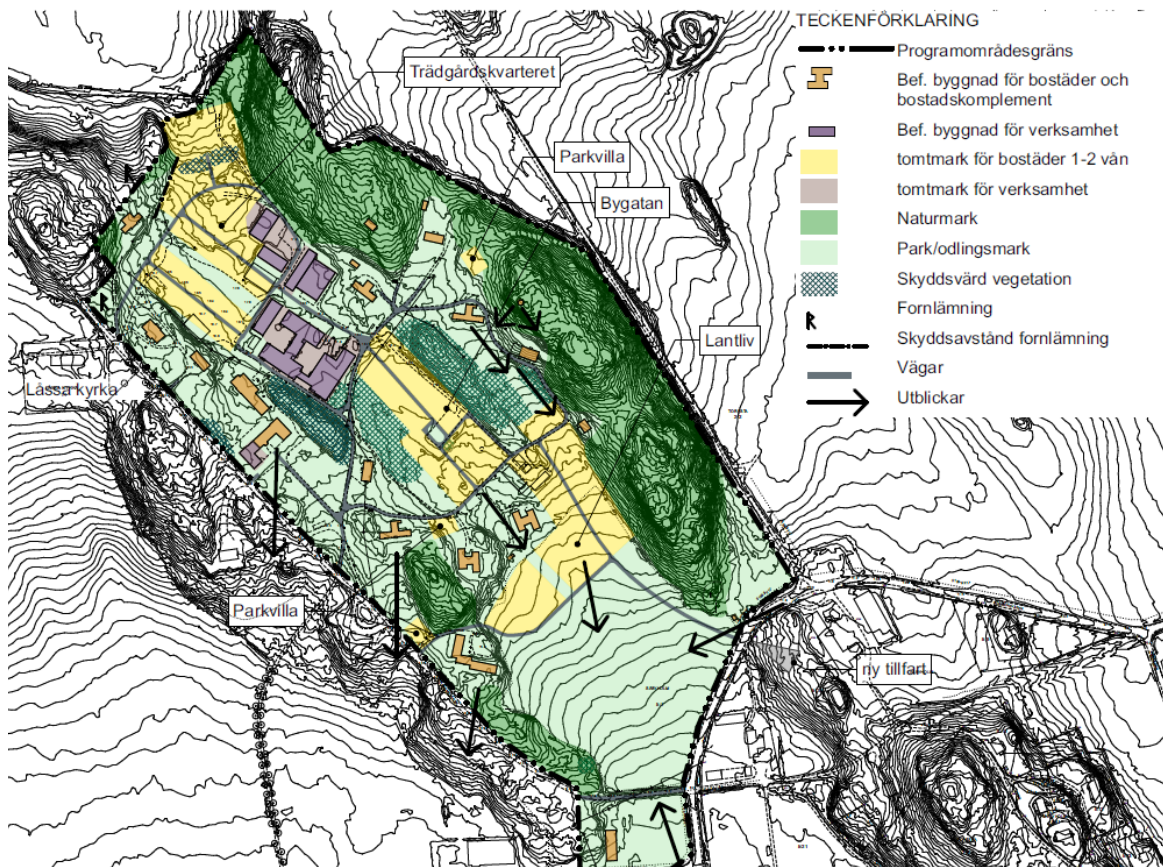 TECKENFÖRKLARING
Programområdesgräns
Bef. byggnad för bostäder och
bostadskomplement
Bef. byggnad för verksamhet
tomtmark för bostäder 1-2 vån
tomtmark för verksamhet
Naturmark
Park/odlingsmark
Skyddsvärd vegetation
Fornlämning
Skyddsavstånd fornlämning
Vägar
Utblickar
Trädgårdskvarteret
Parkvilla
Bygatan
Lantliv
Låssa kyrka
Parkvilla
ny tillfart